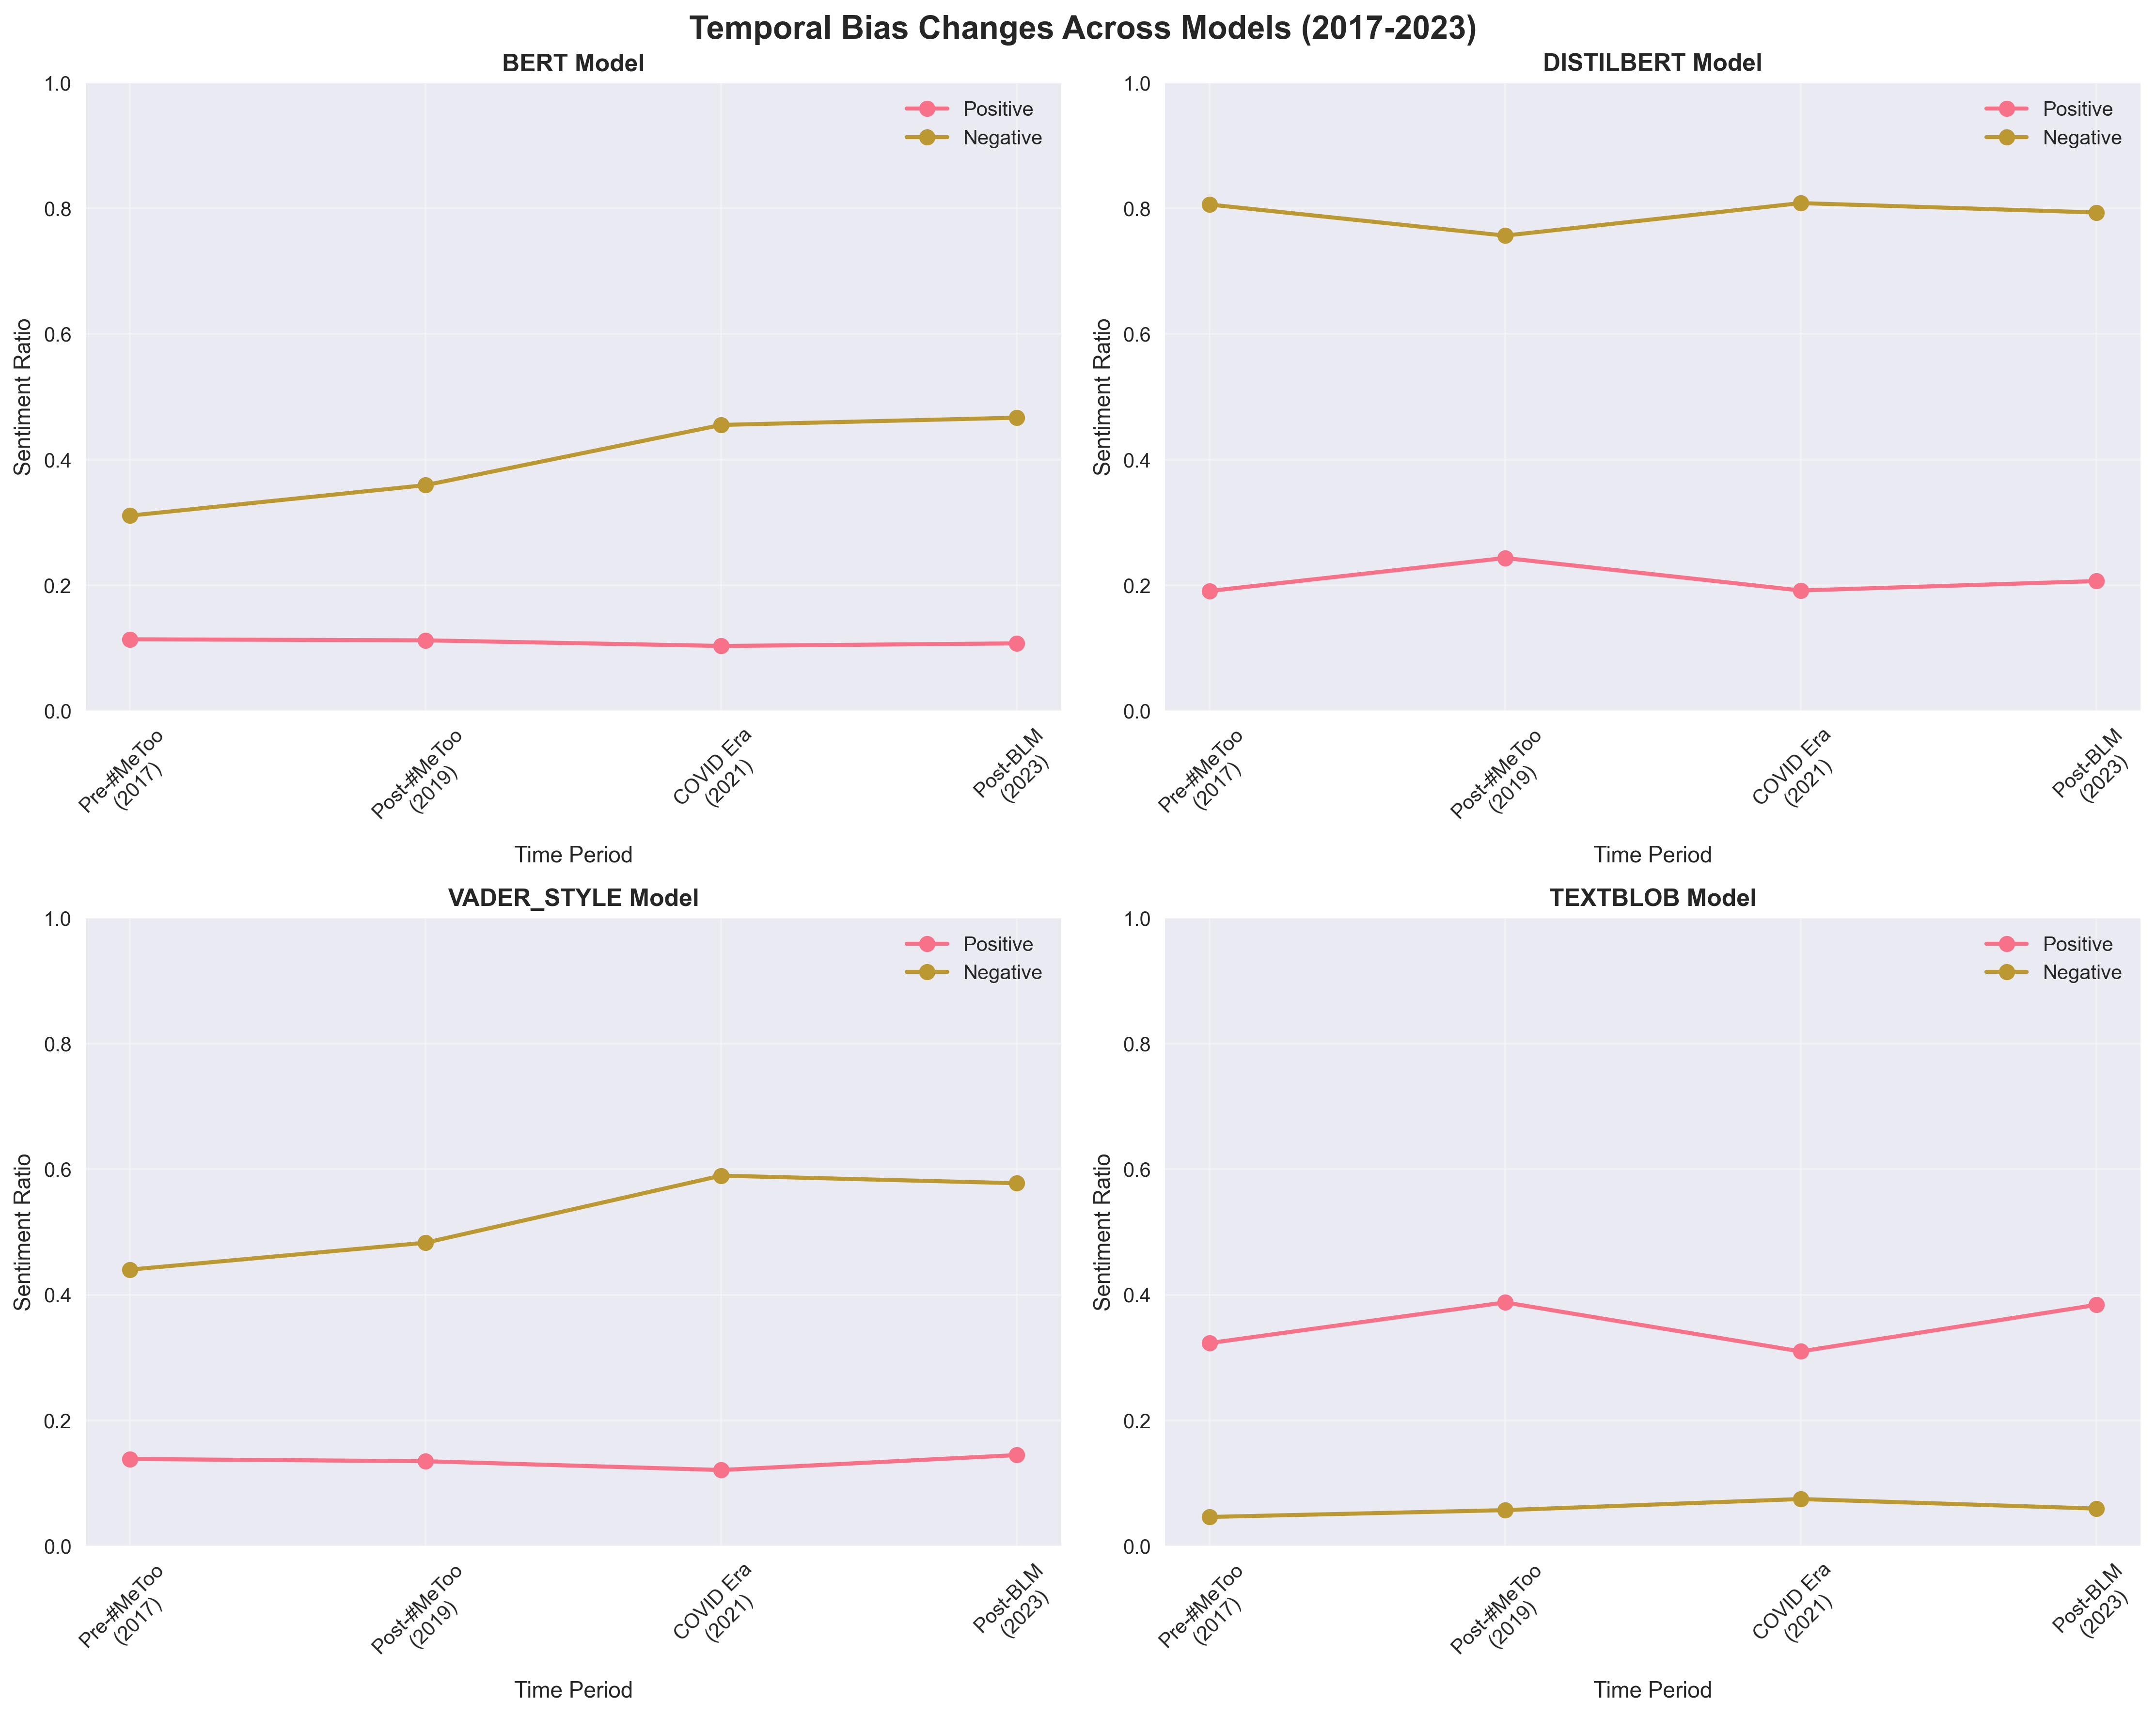 Temporal Bias Changes Across Models (2017-2023)
BERT Model
1.0
0.8
0.6
0.4
0.2
0.0
Sentiment Ratio
Positive
Negative
Pre-#MeToo
(2017)
Post-#MeToo
(2019)
COVID Era
(2021)
Post-BLM
(2023)
Time Period
DISTILBERT Model
1.0
0.8
0.6
0.4
0.2
0.0
Sentiment Ratio
Positive
Negative
Pre-#MeToo
(2017)
Post-#MeToo
(2019)
COVID Era
(2021)
Post-BLM
(2023)
Time Period
VADER_STYLE Model
1.0
0.8
0.6
0.4
0.2
0.0
Sentiment Ratio
Positive
Negative
Pre-#MeToo
(2017)
Post-#MeToo
(2019)
COVID Era
(2021)
Post-BLM
(2023)
Time Period
TEXTBLOB Model
1.0
0.8
0.6
0.4
0.2
0.0
Sentiment Ratio
Positive
Negative
Pre-#MeToo
(2017)
Post-#MeToo
(2019)
COVID Era
(2021)
Post-BLM
(2023)
Time Period